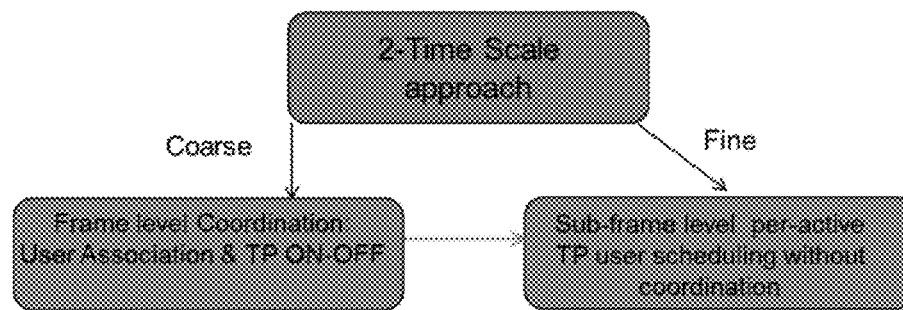 2-Time Scale
approach
Coarse
Fine
Frame level Coordination
User Association & TP ON-OFF
Sub-frame level per-active
TP user scheduling without
coordination